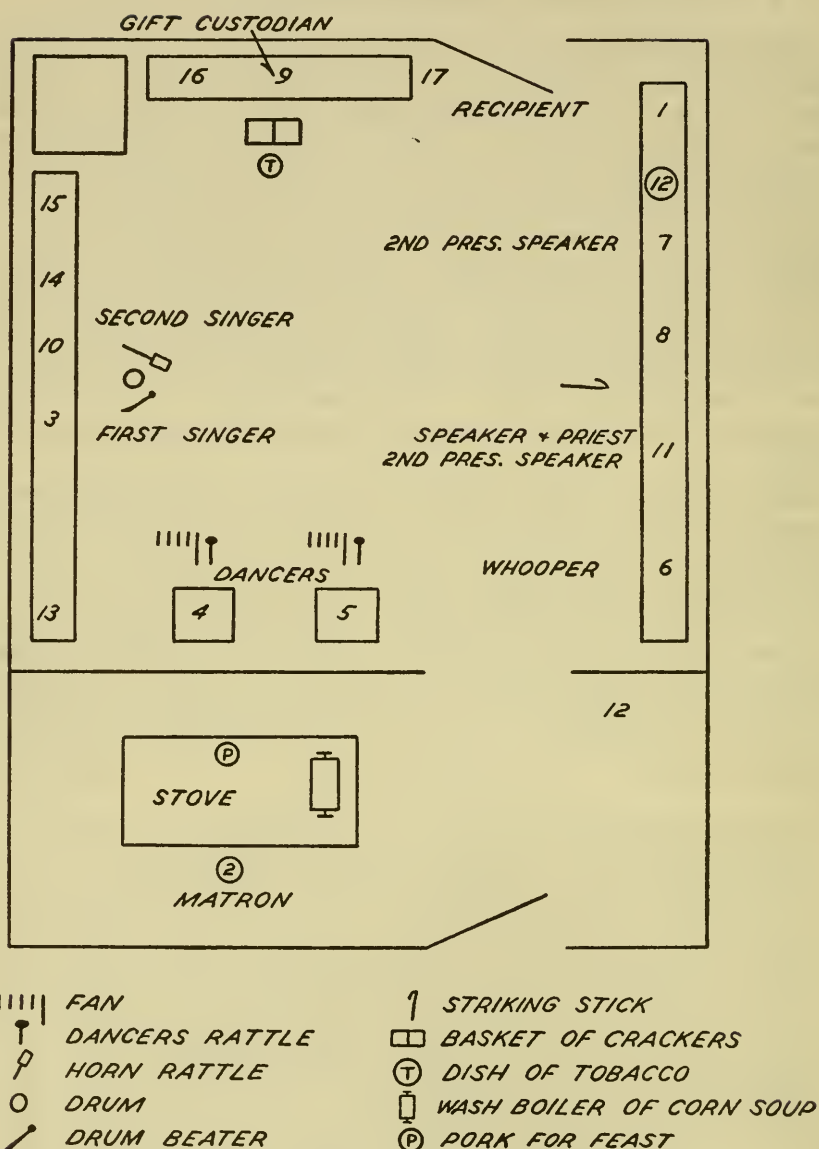 GIFT CUSTODIAN
16 9 17
RECIPIENT 1
T
12
15
2ND PRES. SPEAKER 7
14
SECOND SINGER
10 8
3
FIRST SINGER
SPEAKER + PRIEST
2ND PRES. SPEAKER 11
DANCERS
WHOOPER 6
13 4 5
12
P
STOVE
2
MATRON
FAN
DANCERS RATTLE
HORN RATTLE
DRUM
DRUM BEATER
STRIKING STICK
BASKET OF CRACKERS
T DISH OF TOBACCO
WASH BOILER OF CORN SOUP
P PORK FOR FEAST